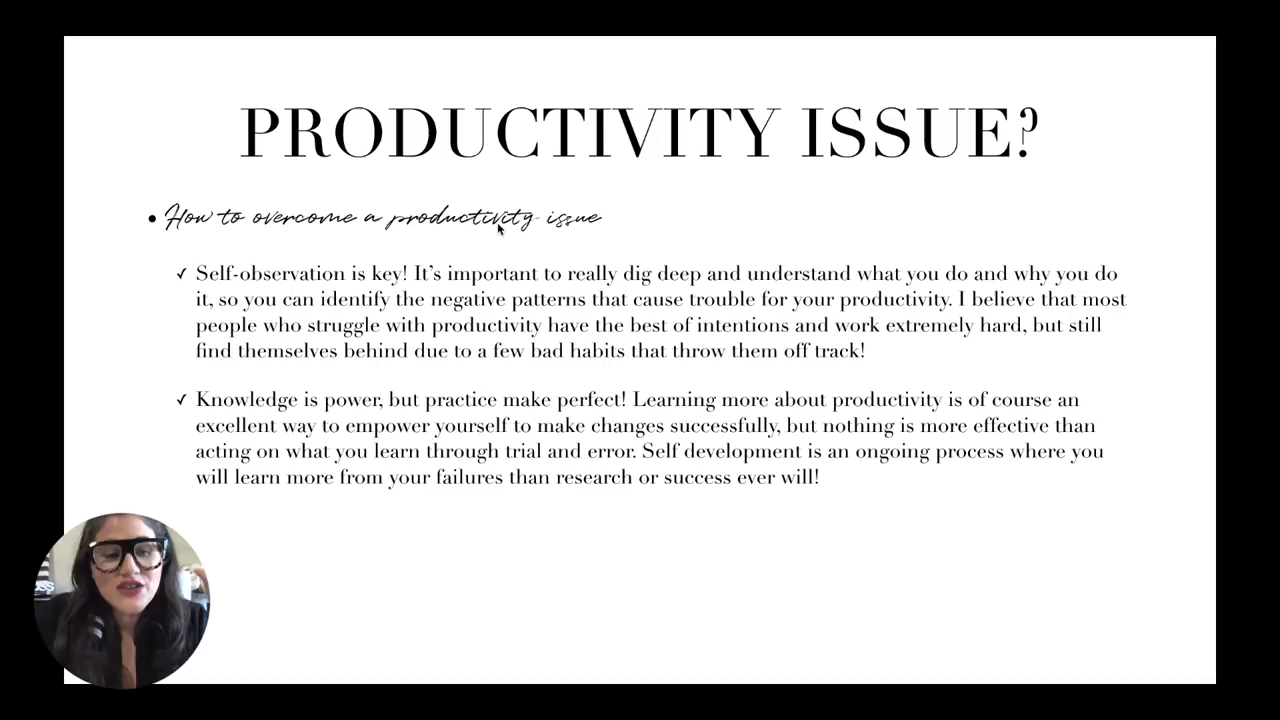 PRODUCTIVITY ISSUE?
• How to overcome a productivity issue
✓ Self-observation is key! It's important to really dig deep and understand what you do and why you do
it, so you can identify the negative patterns that cause trouble for your productivity. I believe that most
people who struggle with productivity have the best of intentions and work extremely hard, but still
find themselves behind due to a few bad habits that throw them off track!
✓ Knowledge is power, but practice make perfect! Learning more about productivity is of course an
excellent way to empower yourself to make changes successfully, but nothing is more effective than
acting on what you learn through trial and error. Self development is an ongoing process where you
will learn more from your failures than research or success ever will!